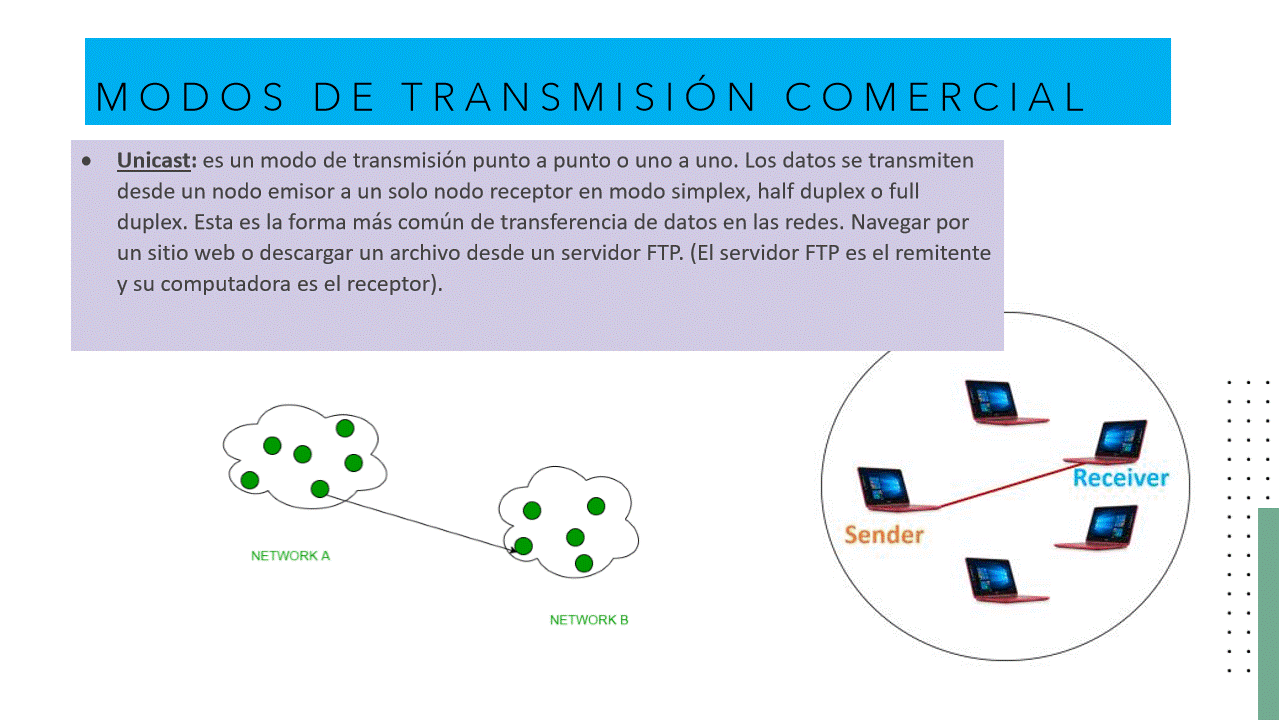 MODOS DE TRANSMISIÓN COMERCIAL
● Unicast: es un modo de transmisión punto a punto o uno a uno. Los datos se transmiten
desde un nodo emisor a un solo nodo receptor en modo simplex, half duplex o full
duplex. Esta es la forma más común de transferencia de datos en las redes. Navegar por
un sitio web o descargar un archivo desde un servidor FTP. (El servidor FTP es el remitente
y su computadora es el receptor).
NETWORK A
NETWORK B
Receiver
Sender